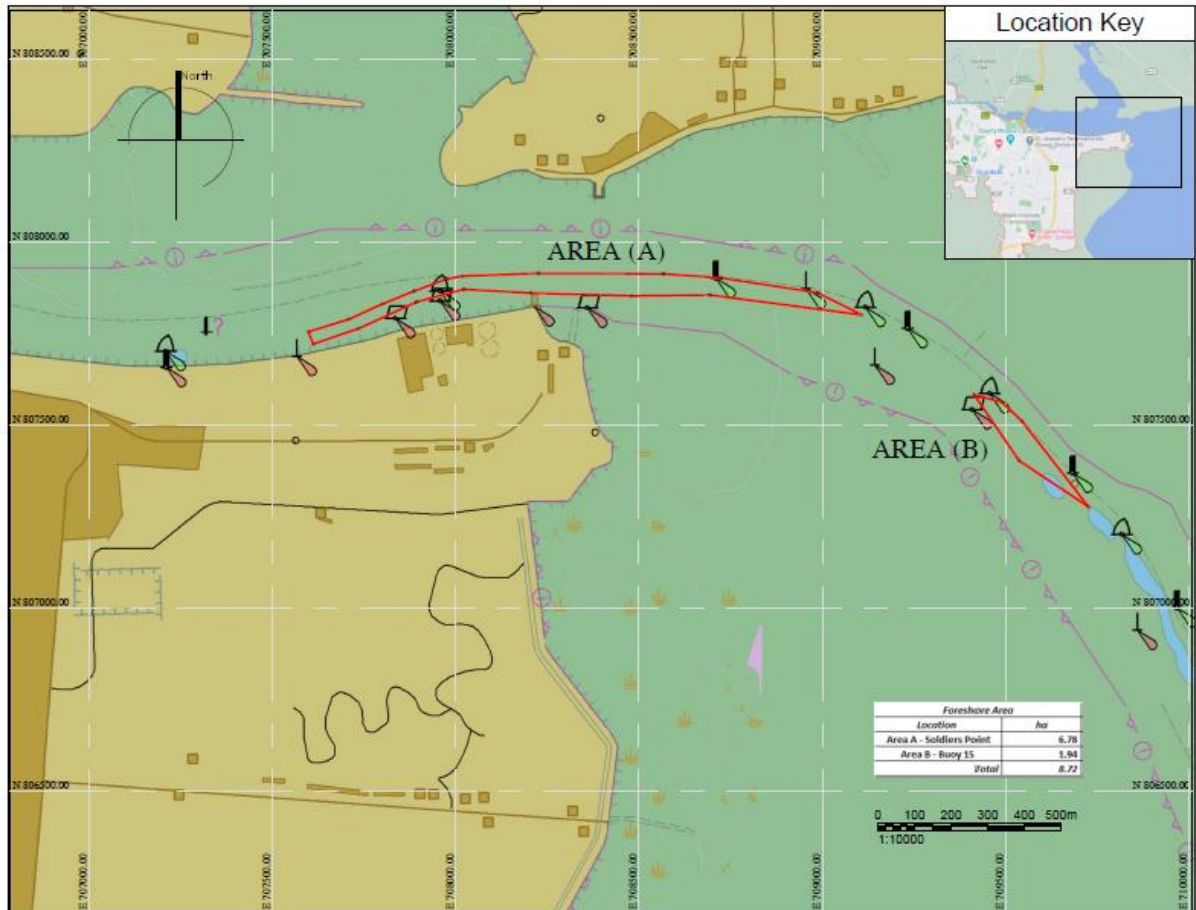 Location Key
E 707000.00
E 707500.00
E 708000.00
E 708500.00
E 709000.00
N 808500.00
North
N 808000.00
AREA (A)
?
N 807500.00
N 807500.00
AREA (B)
N 807000.00
N 807000.00
Foreshore Area
Location ha
Area A - Soldiers Point 6.78
Area B - Buoy 15 1.94
Total 8.72
N 806500.00
N 806500.00
0 100 200 300 400 500m
1:10000
E 707000.00
E 707500.00
E 708000.00
E 708500.00
E 709000.00
E 709500.00
E 710000.00